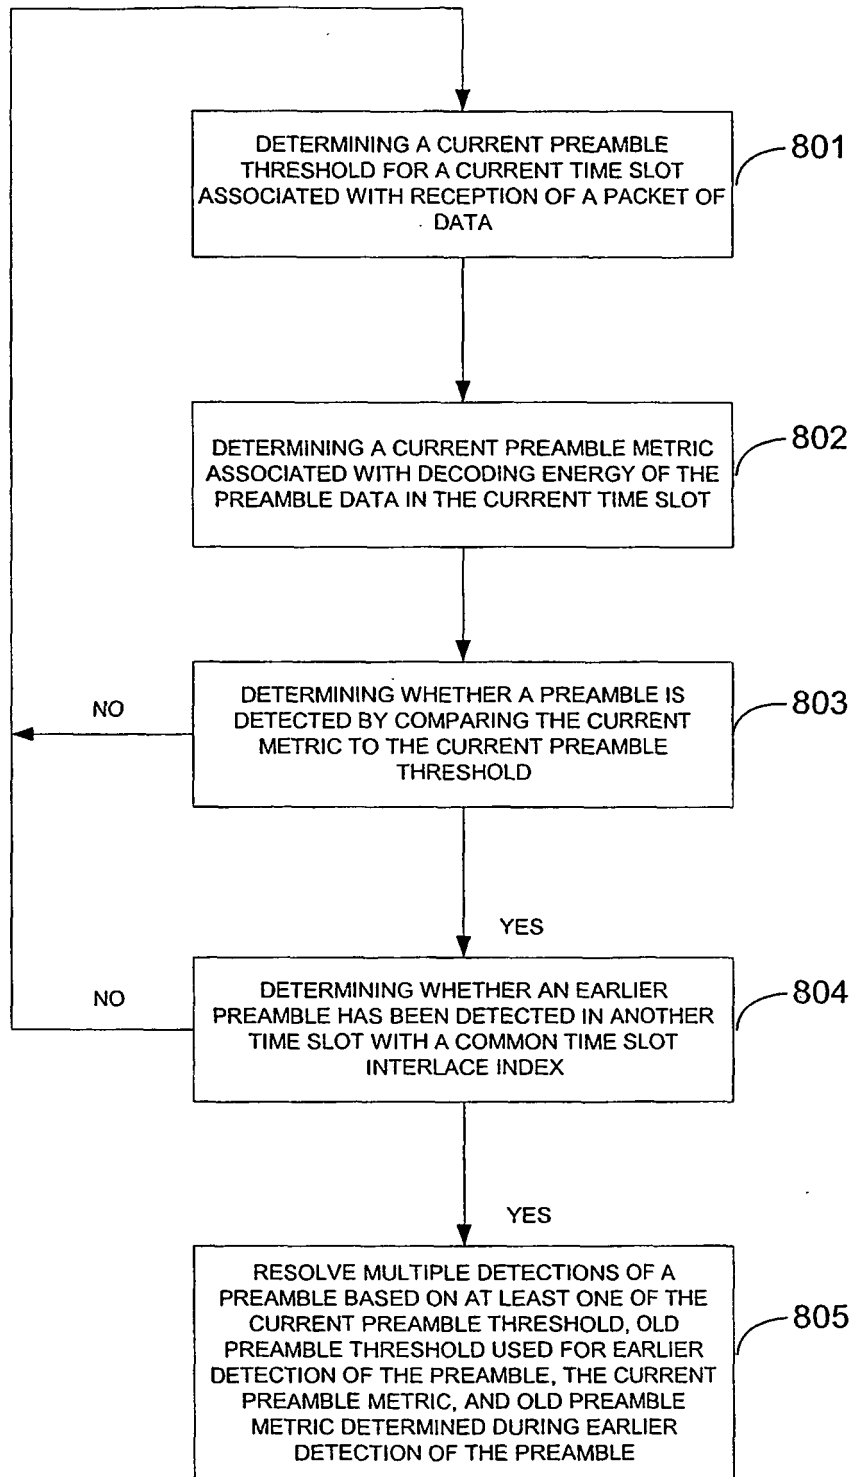 DETERMINING A CURRENT PREAMBLE
THRESHOLD FOR A CURRENT TIME SLOT
ASSOCIATED WITH RECEPTION OF A PACKET OF
DATA
801
DETERMINING A CURRENT PREAMBLE METRIC
ASSOCIATED WITH DECODING ENERGY OF THE
PREAMBLE DATA IN THE CURRENT TIME SLOT
802
NO
DETERMINING WHETHER A PREAMBLE IS
DETECTED BY COMPARING THE CURRENT
METRIC TO THE CURRENT PREAMBLE
THRESHOLD
803
YES
NO
DETERMINING WHETHER AN EARLIER
PREAMBLE HAS BEEN DETECTED IN ANOTHER
TIME SLOT WITH A COMMON TIME SLOT
INTERLACE INDEX
804
YES
RESOLVE MULTIPLE DETECTIONS OF A
PREAMBLE BASED ON AT LEAST ONE OF THE
CURRENT PREAMBLE THRESHOLD, OLD
PREAMBLE THRESHOLD USED FOR EARLIER
DETECTION OF THE PREAMBLE, THE CURRENT
PREAMBLE METRIC, AND OLD PREAMBLE
METRIC DETERMINED DURING EARLIER
DETECTION OF THE PREAMBLE
805